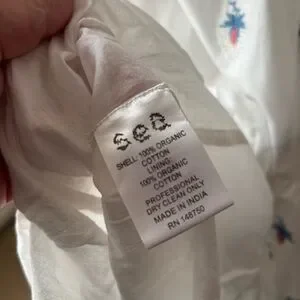 sea
SHELL: 100% ORGANIC
COTTON
LINING:
100% ORGANIC
COTTON
PROFESSIONAL
DRY CLEAN ONLY
MADE IN INDIA
RN 148750